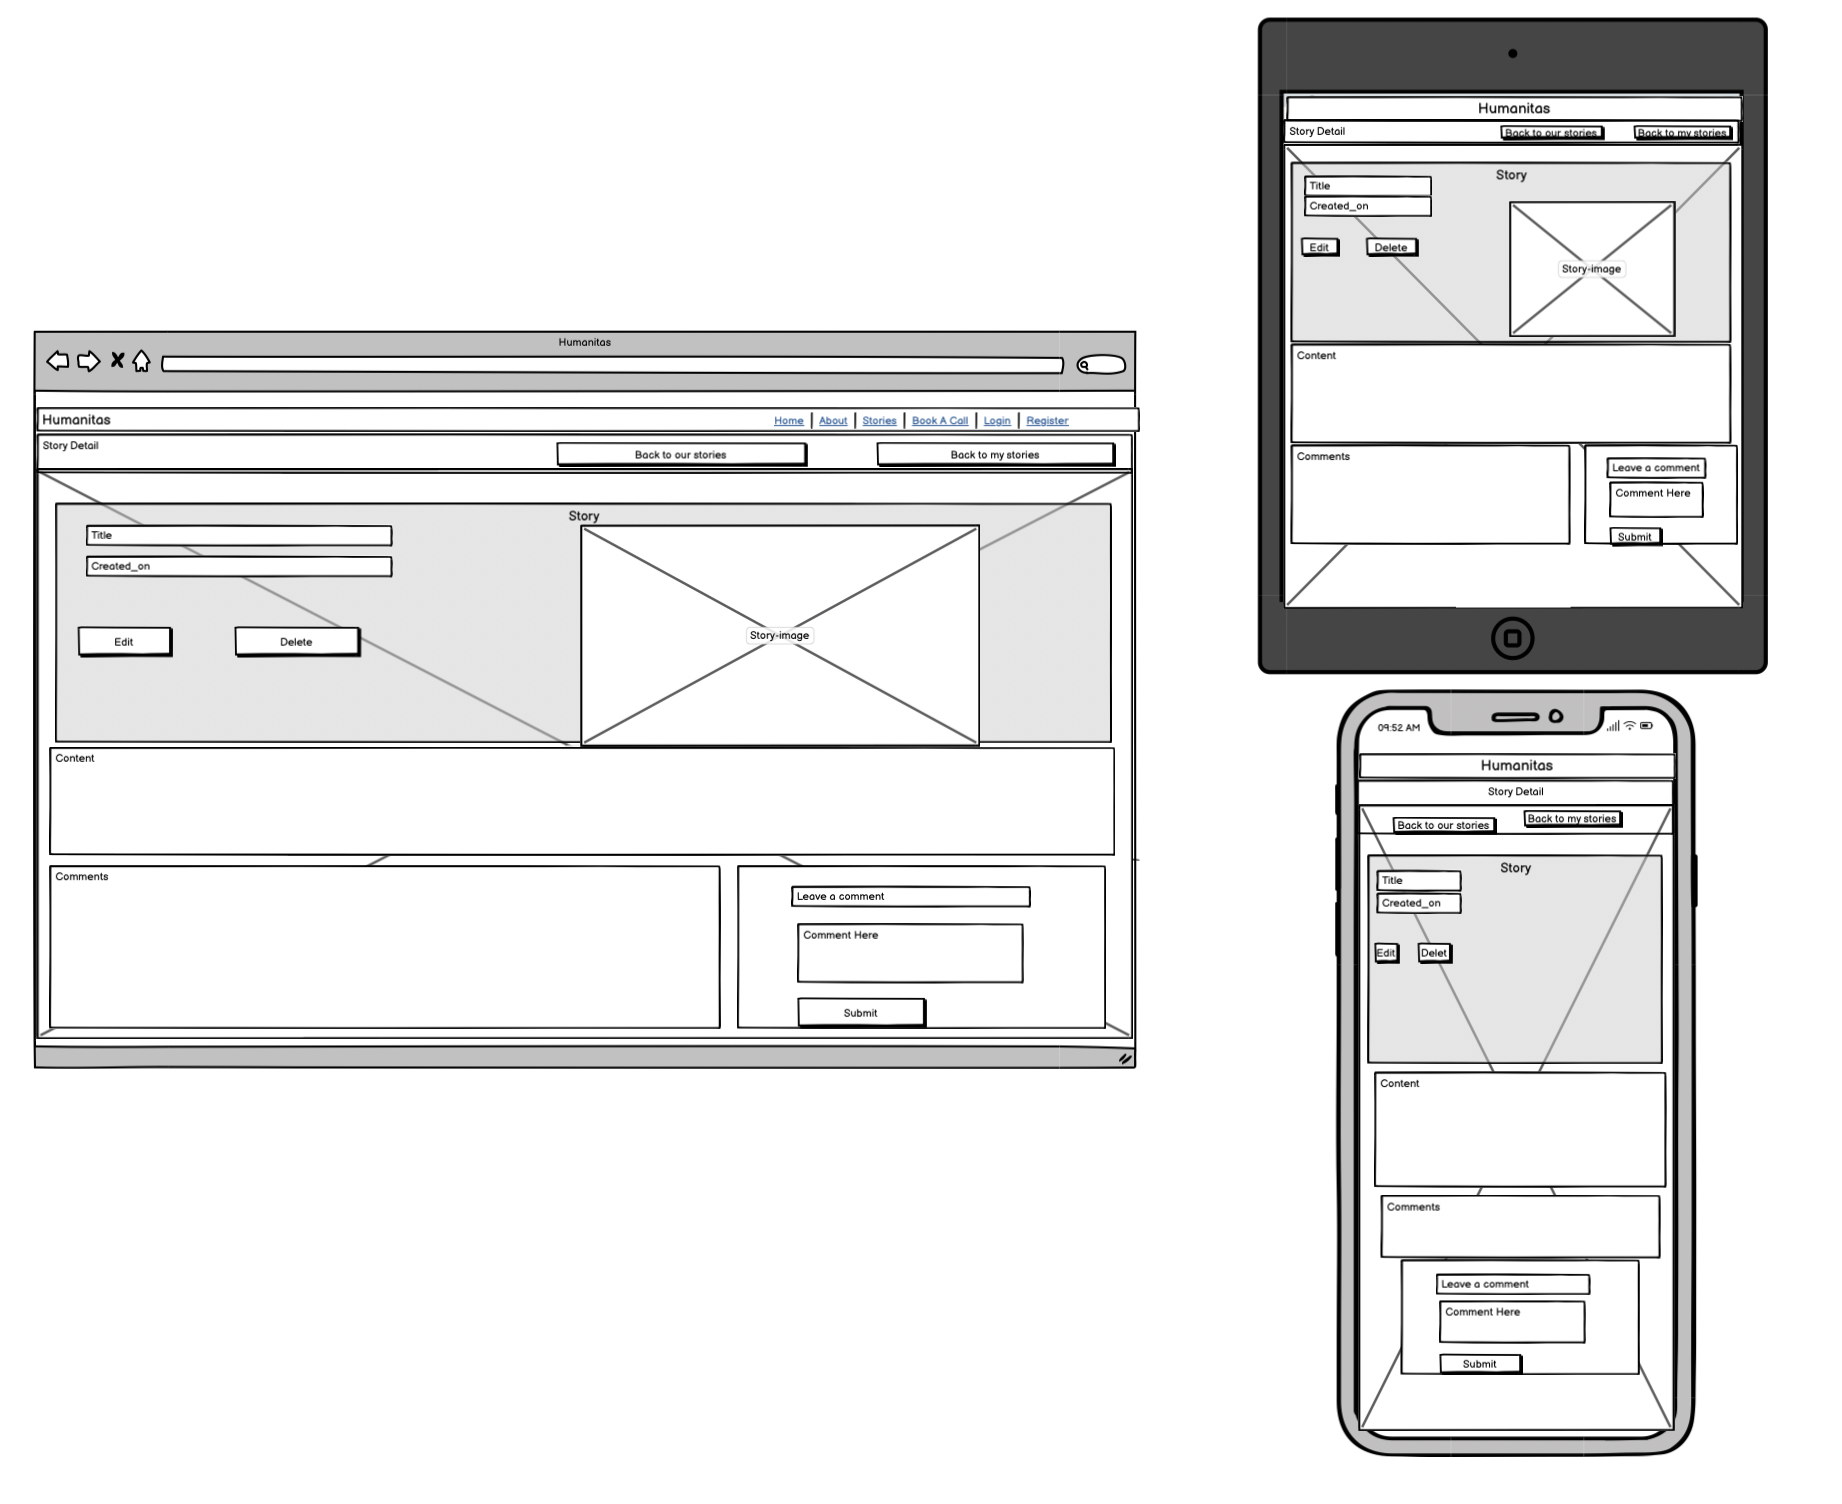 Humanitas
Humanitas
Home | About | Stories | Book A Call | Login | Register
Story Detail
Back to our stories
Back to my stories
Story
Title
Created_on
Edit
Delete
Story-image
Content
Comments
Leave a comment
Comment Here
Submit
Humanitas
Story Detail
Back to our stories
Back to my stories
Story
Title
Created_on
Edit
Delete
Story-image
Content
Comments
Leave a comment
Comment Here
Submit
09:52 AM
Humanitas
Story Detail
Back to our stories
Back to my stories
Story
Title
Created_on
Edit
Delet
Content
Comments
Leave a comment
Comment Here
Submit